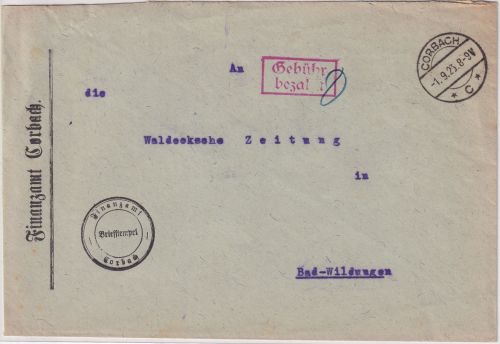 Finanzamt Corbach.
An
die
Gebühr
bezahlt
CORBACH
-1.9.23.8-9V
* C *
Waldecksche Zeitung
in
Bad-Wildungen
Finanzamt
Briefstempel
Corbach